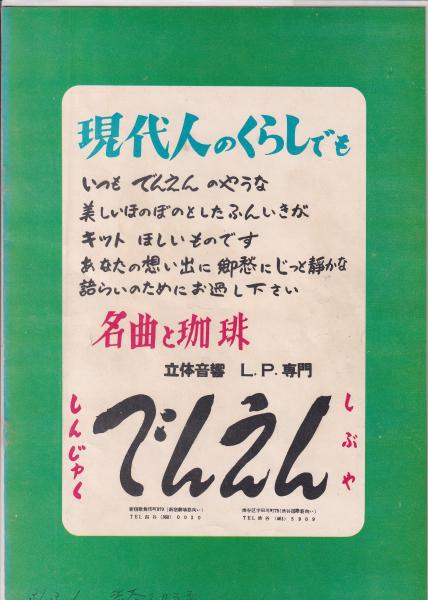 現代人のくらしでも
いつも でんえん のやうな
美しいほのぼのとしたふんいきが
キット ほしいものです
あなたの想い出に 郷愁に じっと靜かな
語らいのためにお過し下さい
名曲と珈琲
立体音響 L.P.専門
しんじゅく
でんえん
しぶや